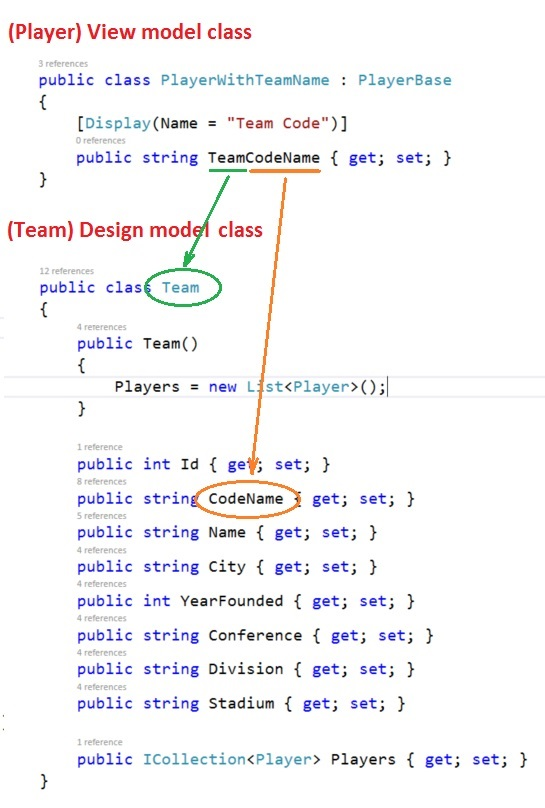 (Player) View model class
3 references
public class PlayerWithTeamName : PlayerBase
{
[Display(Name = "Team Code")]
0 references
public string TeamCodeName { get; set; }
}
(Team) Design model class
12 references
public class Team
{
4 references
public Team()
{
Players = new List<Player>();
}
1 reference
public int Id { get; set; }
8 references
public string CodeName { get; set; }
5 references
public string Name { get; set; }
4 references
public string City { get; set; }
4 references
public int YearFounded { get; set; }
4 references
public string Conference { get; set; }
4 references
public string Division { get; set; }
4 references
public string Stadium { get; set; }
1 reference
public ICollection<Player> Players { get; set; }
}